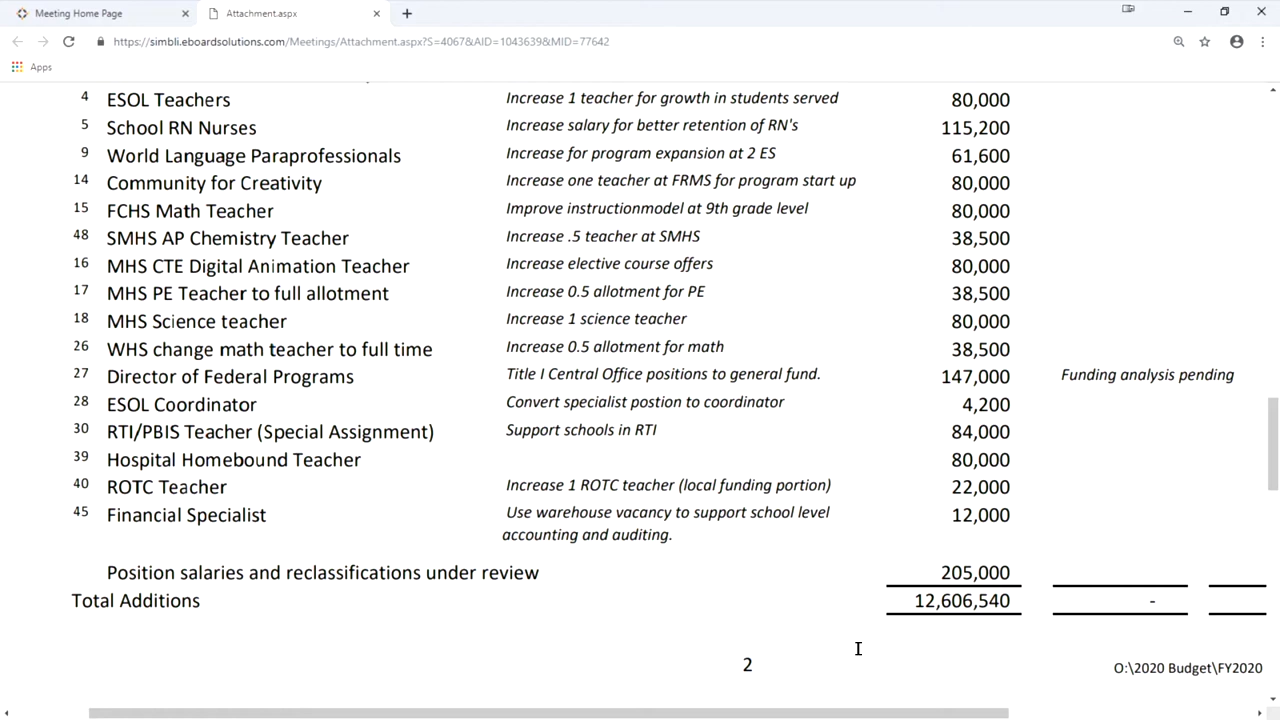 Meeting Home Page
Attachment.aspx
https://simbli.eboardsolutions.com/Meetings/Attachment.aspx?S=4067&AID=1043639&MID=77642
Apps
4 ESOL Teachers Increase 1 teacher for growth in students served 80,000
5 School RN Nurses Increase salary for better retention of RN's 115,200
9 World Language Paraprofessionals Increase for program expansion at 2 ES 61,600
14 Community for Creativity Increase one teacher at FRMS for program start up 80,000
15 FCHS Math Teacher Improve instructionmodel at 9th grade level 80,000
48 SMHS AP Chemistry Teacher Increase .5 teacher at SMHS 38,500
16 MHS CTE Digital Animation Teacher Increase elective course offers 80,000
17 MHS PE Teacher to full allotment Increase 0.5 allotment for PE 38,500
18 MHS Science teacher Increase 1 science teacher 80,000
26 WHS change math teacher to full time Increase 0.5 allotment for math 38,500
27 Director of Federal Programs Title I Central Office positions to general fund. 147,000 Funding analysis pending
28 ESOL Coordinator Convert specialist postion to coordinator 4,200
30 RTI/PBIS Teacher (Special Assignment) Support schools in RTI 84,000
39 Hospital Homebound Teacher 80,000
40 ROTC Teacher Increase 1 ROTC teacher (local funding portion) 22,000
45 Financial Specialist Use warehouse vacancy to support school level 12,000
accounting and auditing.
Position salaries and reclassifications under review 205,000
Total Additions 12,606,540 -
2
O:\2020 Budget\FY2020